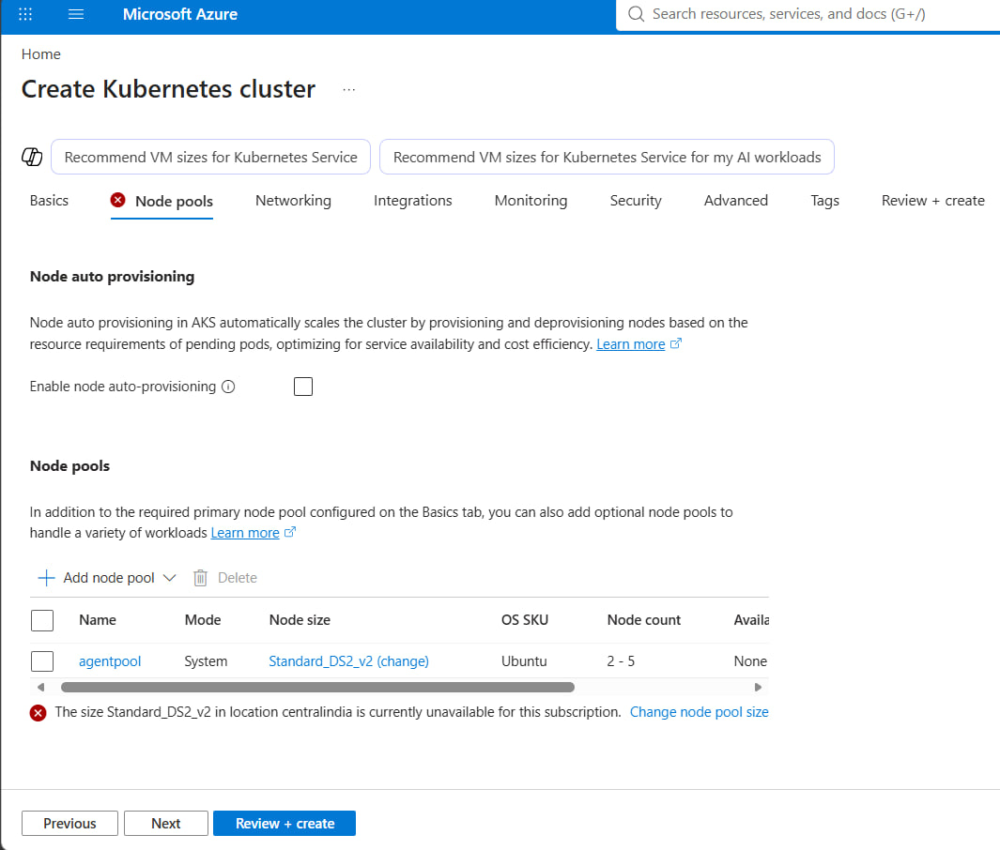 Microsoft Azure
Search resources, services, and docs (G+/)
Home
Create Kubernetes cluster ...
Recommend VM sizes for Kubernetes Service
Recommend VM sizes for Kubernetes Service for my AI workloads
Basics Node pools Networking Integrations Monitoring Security Advanced Tags Review + create
Node auto provisioning
Node auto provisioning in AKS automatically scales the cluster by provisioning and deprovisioning nodes based on the
resource requirements of pending pods, optimizing for service availability and cost efficiency. Learn more
Enable node auto-provisioning
Node pools
In addition to the required primary node pool configured on the Basics tab, you can also add optional node pools to
handle a variety of workloads Learn more
Add node pool Delete
Name Mode Node size OS SKU Node count Availa
agentpool System Standard_DS2_v2 (change) Ubuntu 2 - 5 None
The size Standard_DS2_v2 in location centralindia is currently unavailable for this subscription. Change node pool size
Previous Next Review + create